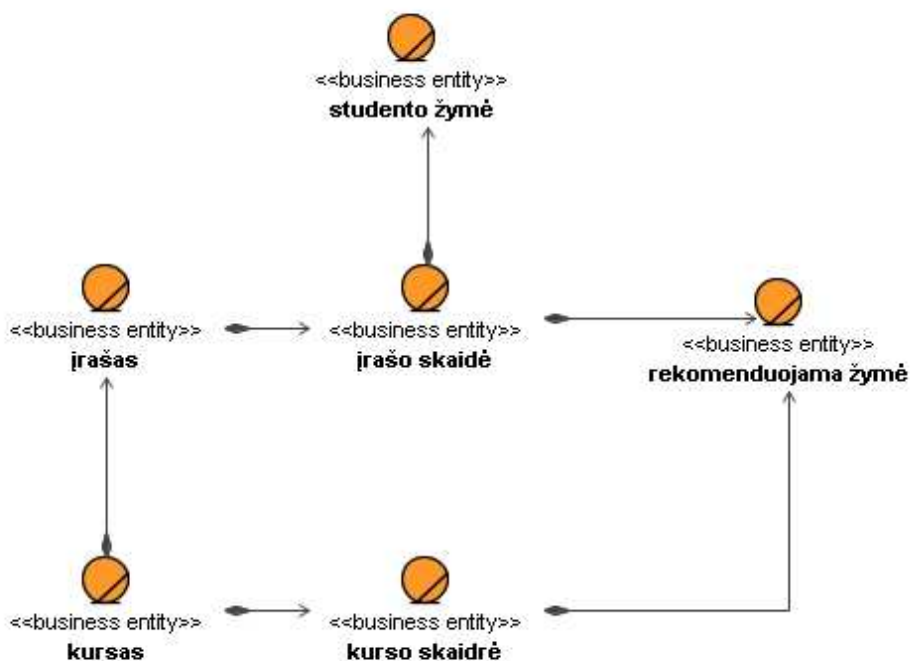 <<business entity>>
studento žymė
<<business entity>>
įrašas
<<business entity>>
įrašo skaidė
<<business entity>>
rekomenduojama žymė
<<business entity>>
kursas
<<business entity>>
kurso skaidrė